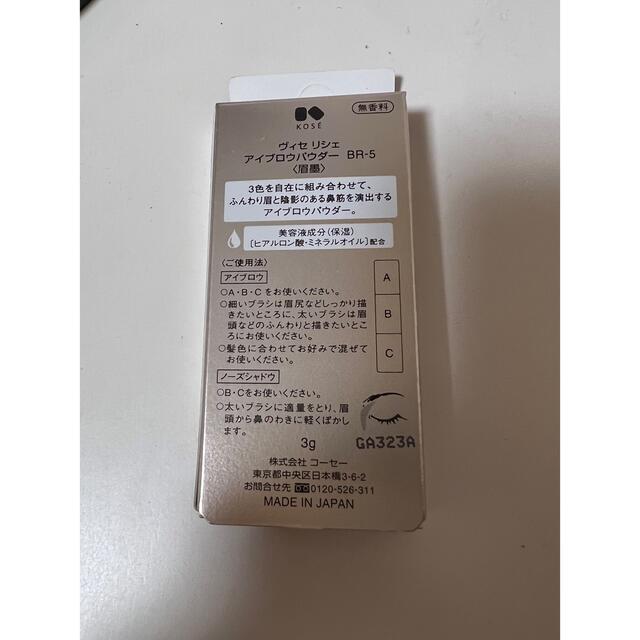 KOSÉ
無香料
ヴィセ リシェ
アイブロウパウダー BR-5
〈眉墨〉
3色を自在に組み合わせて、
ふんわり眉と陰影のある鼻筋を演出する
アイブロウパウダー。
美容液成分(保湿)
[ヒアルロン酸・ミネラルオイル]配合
〈ご使用法〉
アイブロウ
○A・B・Cをお使いください。
○細いブラシは眉尻などしっかり描
きたいところに、太いブラシは眉
頭などのふんわりと描きたいとこ
ろにお使いください。
○髪色に合わせてお好みで混ぜて
お使いください。
A
B
C
ノーズシャドウ
○B・Cをお使いください。
○太いブラシに適量をとり、眉
頭から鼻のわきに軽くぼかし
ます。
3g
GA323A
株式会社 コーセー
東京都中央区日本橋3-6-2
お問合せ先 0120-526-311
MADE IN JAPAN